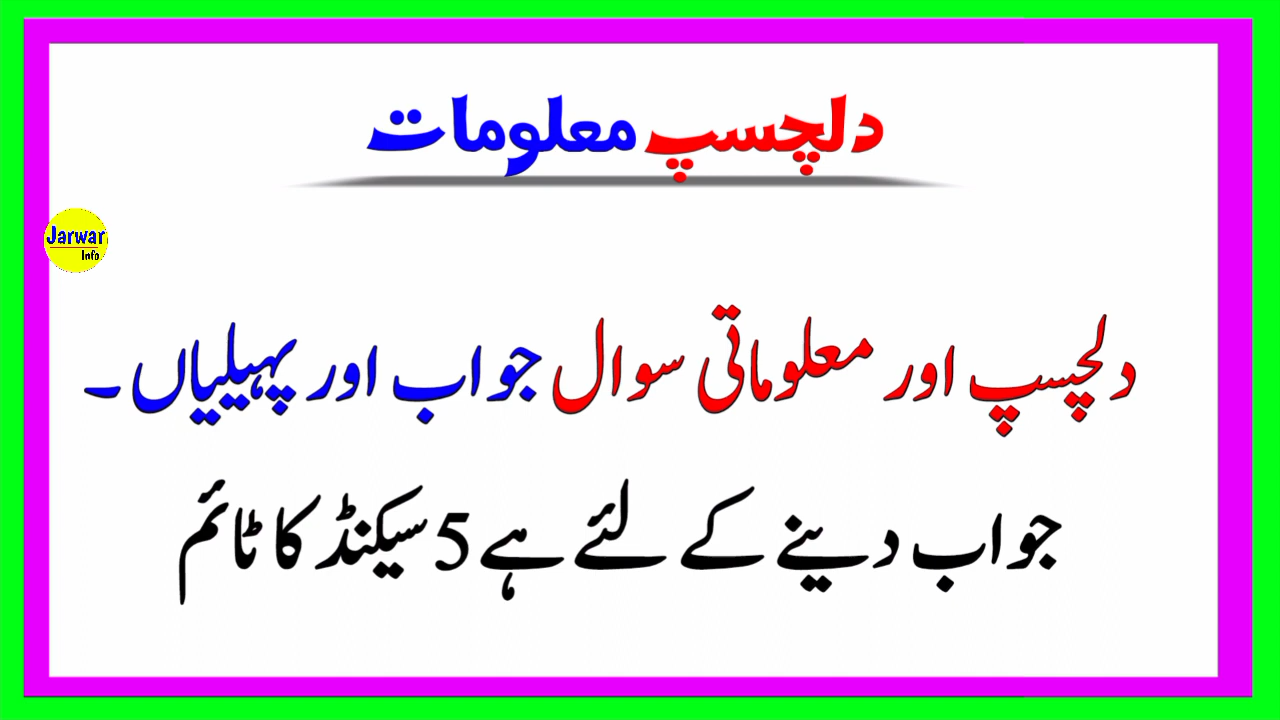 دلچسپ معلومات
Jarwar
Info
دلچسپ اور معلوماتی سوال جواب اور پہیلیاں ۔
جواب دینے کے لئے ہے 5 سیکنڈ کا ٹائم